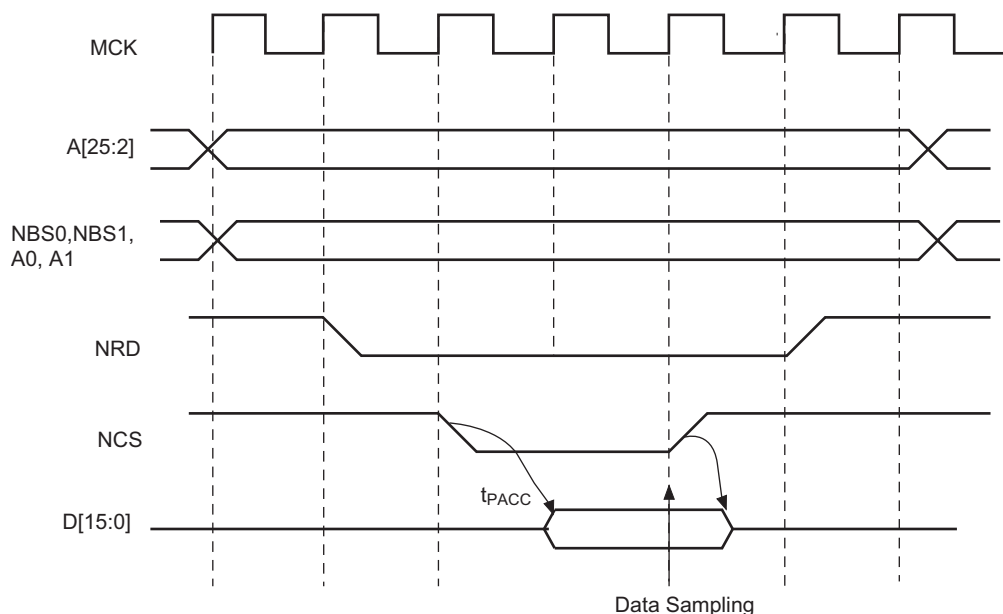 MCK
A[25:2]
NBS0,NBS1,
A0, A1
NRD
NCS
tPACC
D[15:0]
Data Sampling